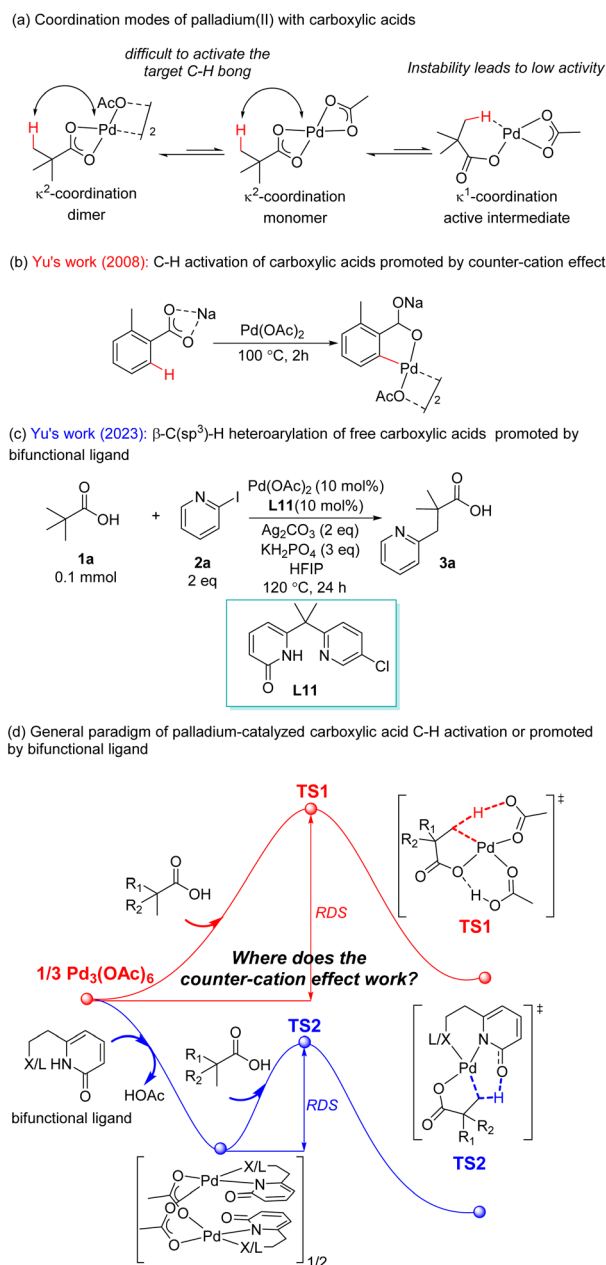 (a) Coordination modes of palladium(II) with carboxylic acids
difficult to activate the
target C-H bong
Instability leads to low activity
AcO
H
O
Pd
O
2
H
O
O
Pd
O
O
H
Pd
O
O
O
O
κ²-coordination
dimer
κ²-coordination
monomer
κ¹-coordination
active intermediate
(b) Yu's work (2008): C-H activation of carboxylic acids promoted by counter-cation effect
O
Na
O
H
Pd(OAc)₂
100 °C, 2h
ONa
O
Pd
AcO
2
(c) Yu's work (2023): β-C(sp³)-H heteroarylation of free carboxylic acids promoted by
bifunctional ligand
O
OH
1a
0.1 mmol
+
N
I
2a
2 eq
Pd(OAc)₂ (10 mol%)
L11(10 mol%)
Ag₂CO₃ (2 eq)
KH₂PO₄ (3 eq)
HFIP
120 °C, 24 h
O
OH
N
3a
NH
N
O
Cl
L11
(d) General paradigm of palladium-catalyzed carboxylic acid C-H activation or promoted
by bifunctional ligand
TS1
‡
H
O
R₁
R₂
Pd
O
O
O
O
H
O
TS1
O
R₁
R₂
OH
RDS
1/3 Pd₃(OAc)₆
Where does the
counter-cation effect work?
TS2
X/L
HN
O
HOAc
bifunctional ligand
O
R₁
R₂
OH
RDS
‡
L/X
N
Pd
O
O
H
O
R₂
R₁
TS2
X/L
O
Pd
N
O
O
O
O
O
Pd
N
X/L
1/2